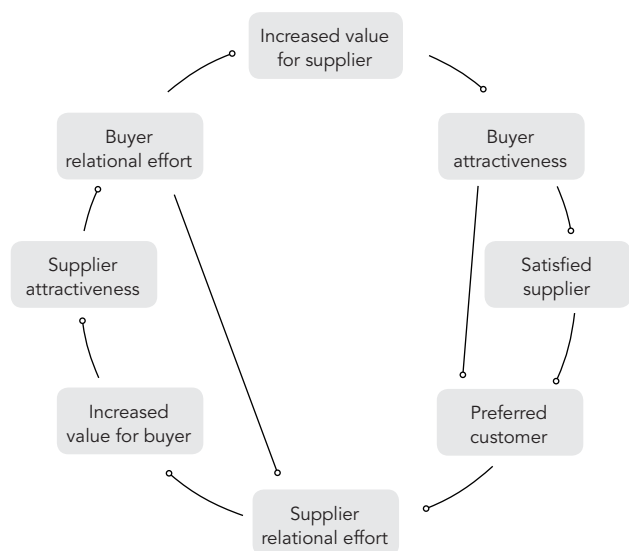 Increased value
for supplier
Buyer
relational effort
Buyer
attractiveness
Supplier
attractiveness
Satisfied
supplier
Increased
value for buyer
Preferred
customer
Supplier
relational effort